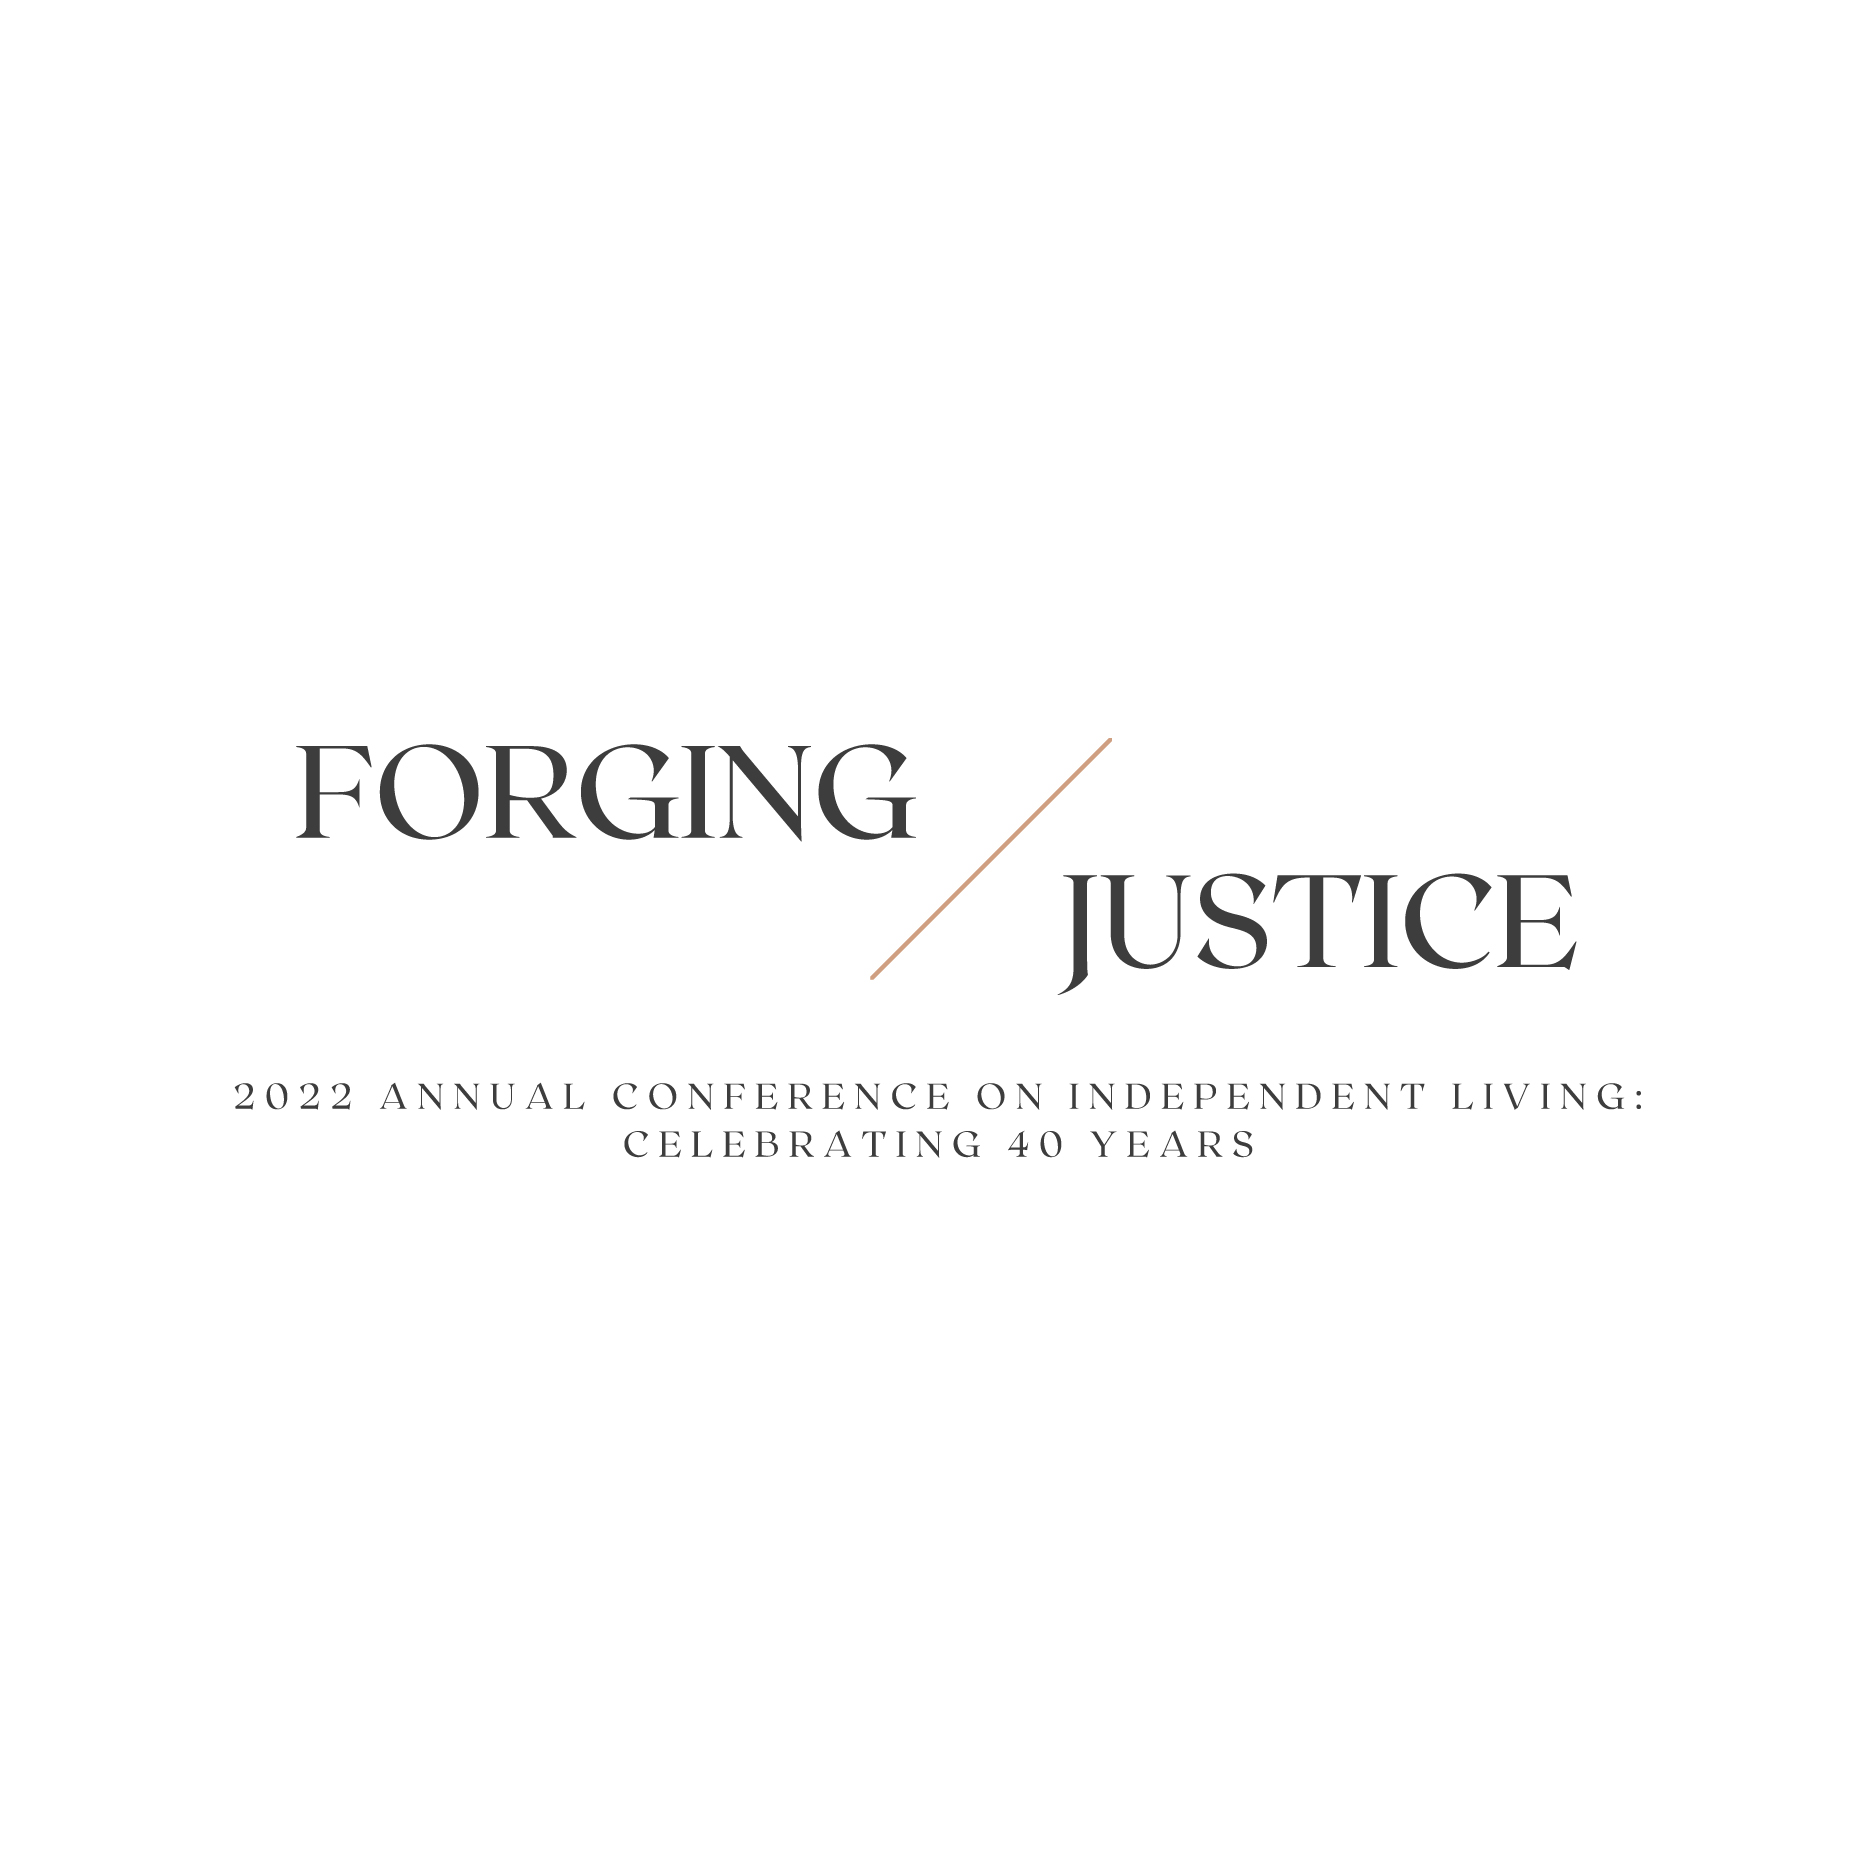 FORGING
JUSTICE
2022 ANNUAL CONFERENCE ON INDEPENDENT LIVING:
CELEBRATING 40 YEARS